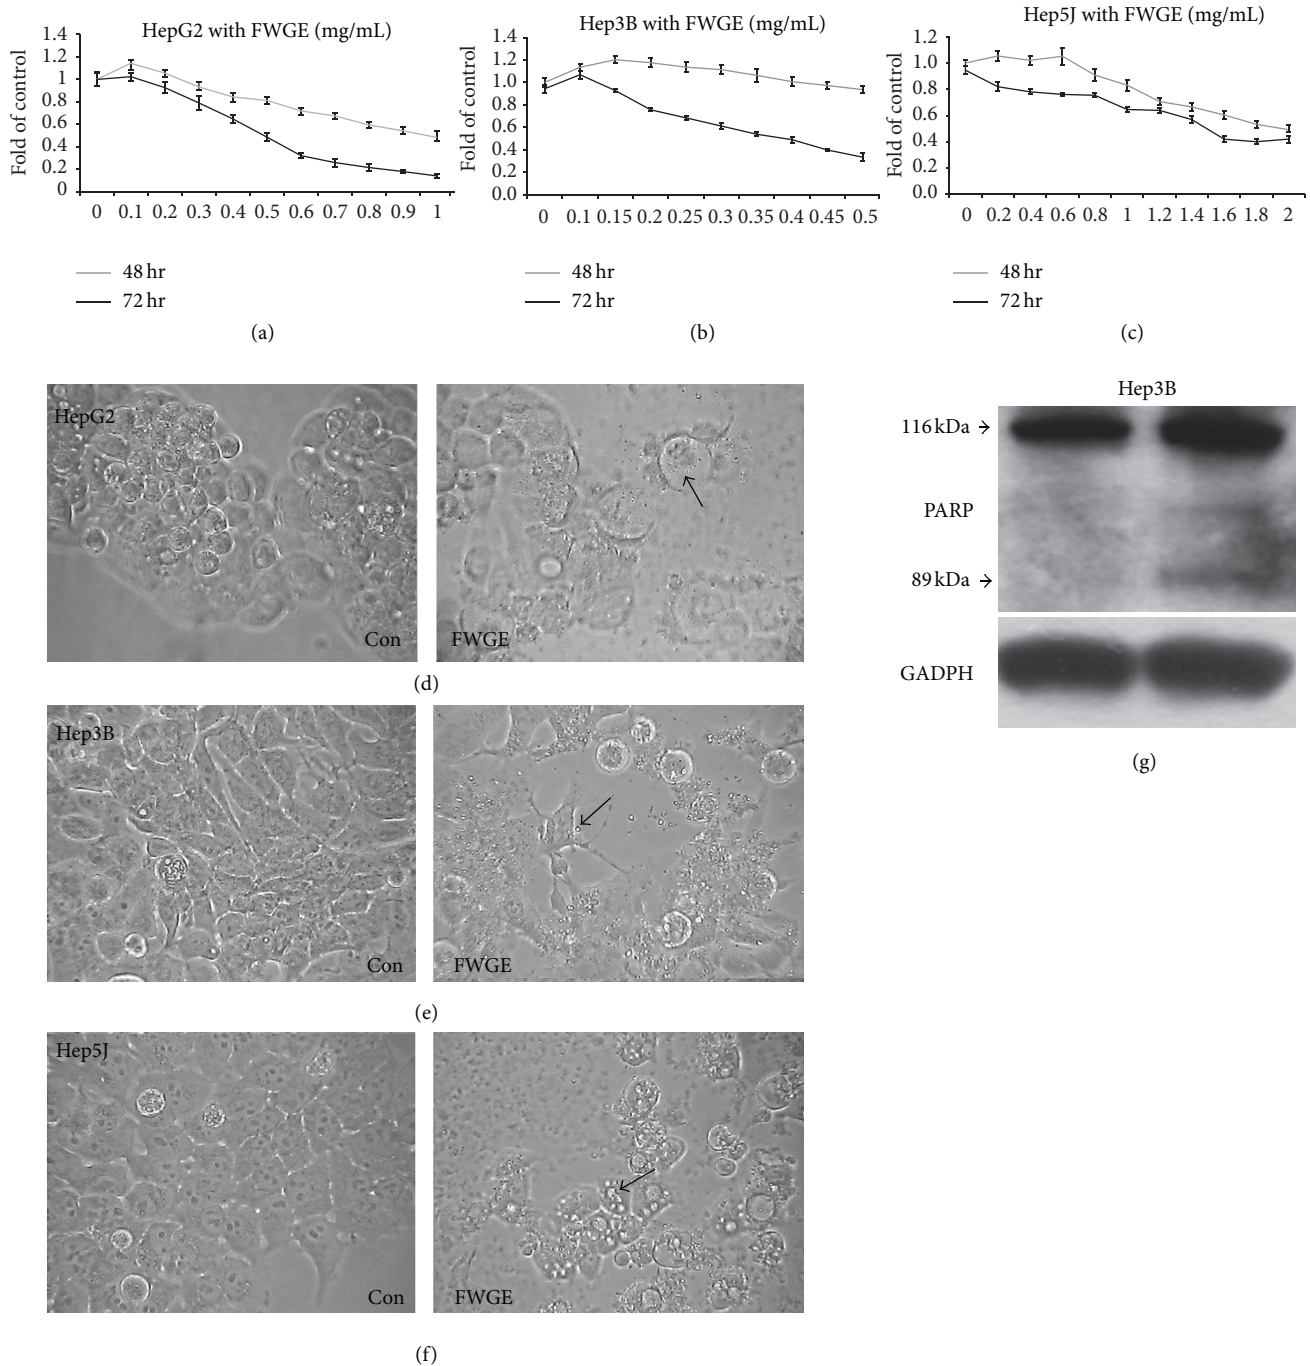 HepG2 with FWGE (mg/mL)
Fold of control
1.4
1.2
1
0.8
0.6
0.4
0.2
0
0 0.1 0.2 0.3 0.4 0.5 0.6 0.7 0.8 0.9 1
48 hr
72 hr
(a)
Hep3B with FWGE (mg/mL)
Fold of control
1.4
1.2
1.0
0.8
0.6
0.4
0.2
0.0
0 0.1 0.15 0.2 0.25 0.3 0.35 0.4 0.45 0.5
48 hr
72 hr
(b)
Hep5J with FWGE (mg/mL)
Fold of control
1.2
1.0
0.8
0.6
0.4
0.2
0.0
0 0.2 0.4 0.6 0.8 1 1.2 1.4 1.6 1.8 2
48 hr
72 hr
(c)
HepG2
Con
FWGE
(d)
Hep3B
Con
FWGE
(e)
Hep5J
Con
FWGE
(f)
Hep3B
116 kDa
PARP
89 kDa
GADPH
(g)